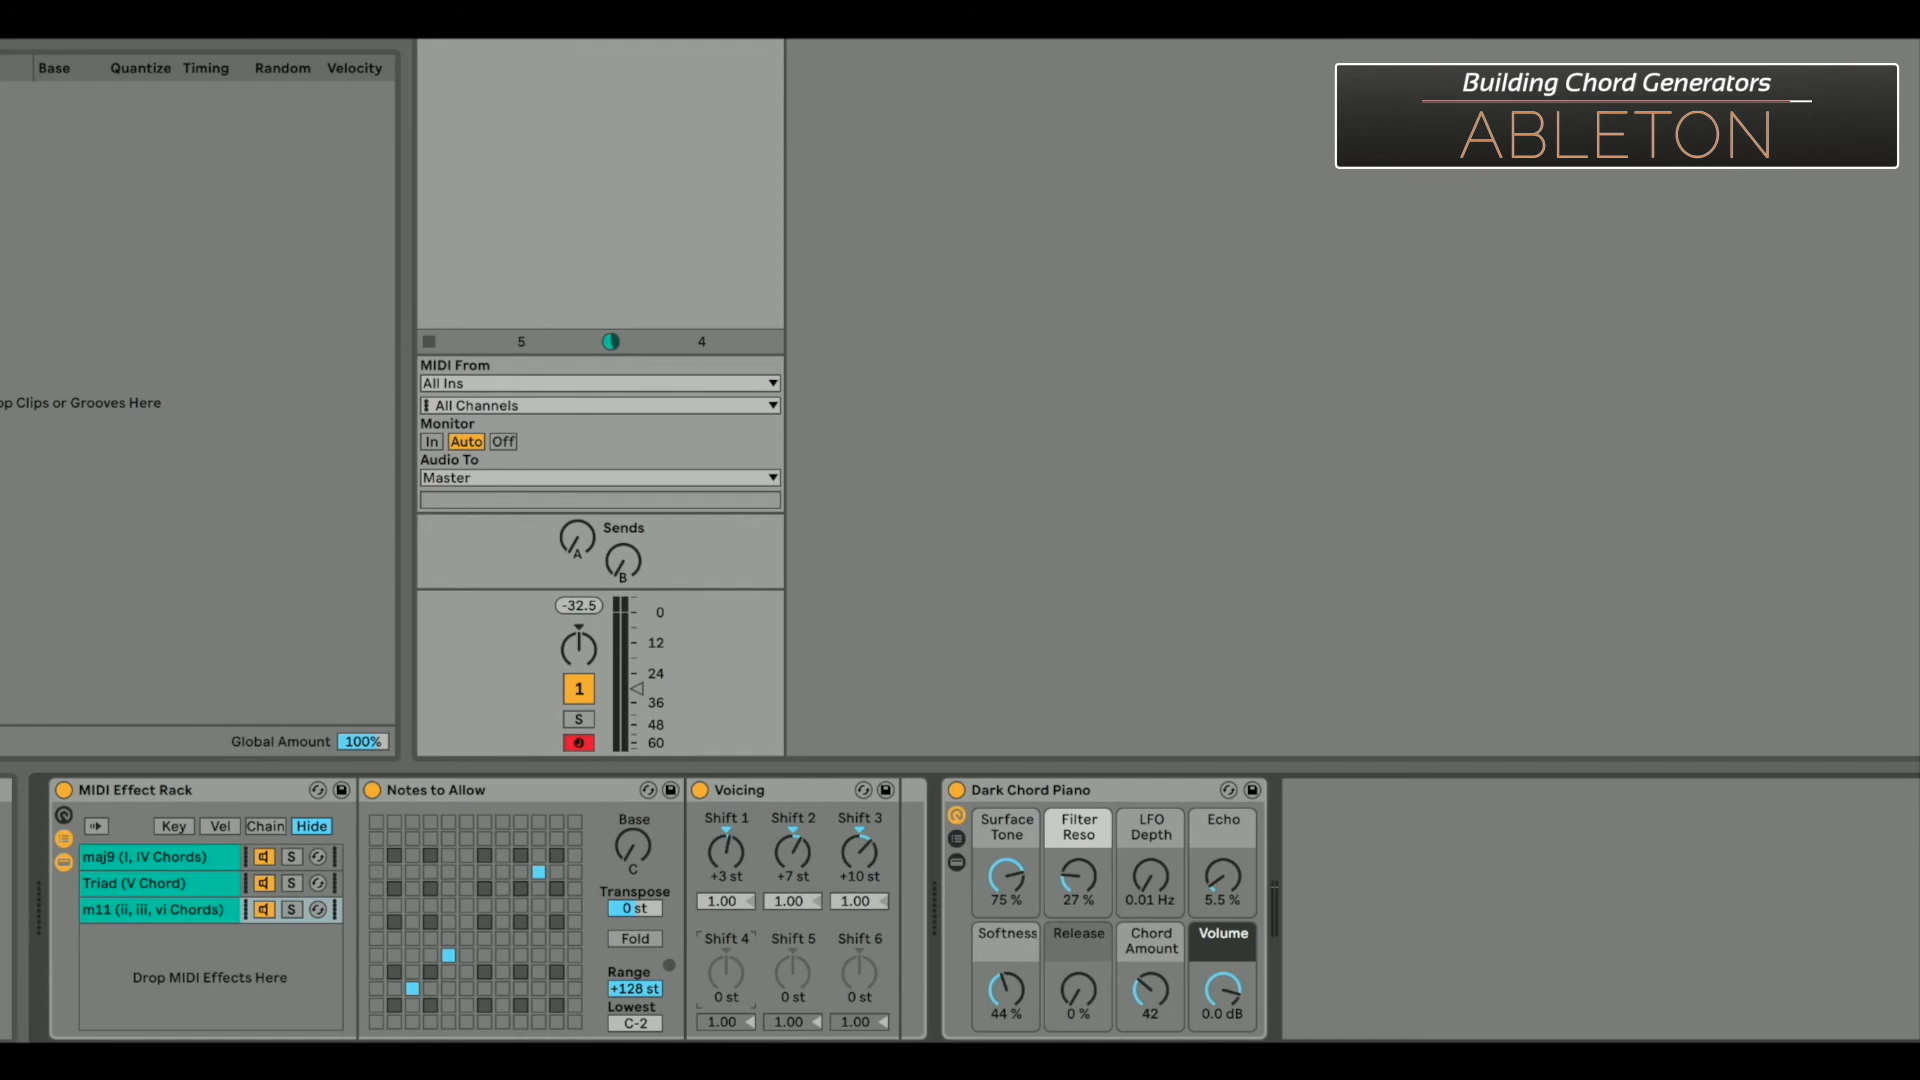 Building Chord Generators
ABLETON
Base Quantize Timing Random Velocity
op Clips or Grooves Here
Global Amount 100%
5 4
MIDI From
All Ins
All Channels
Monitor
In Auto Off
Audio To
Master
Sends
A
B
-32.5
0
12
24
36
48
60
1
S
MIDI Effect Rack
Key Vel Chain Hide
maj9 (I, IV Chords) S
Triad (V Chord) S
m11 (ii, iii, vi Chords) S
Drop MIDI Effects Here
Notes to Allow
Base
C
Transpose
0 st
Fold
Range
+128 st
Lowest
C-2
Voicing
Shift 1 Shift 2 Shift 3
+3 st +7 st +10 st
1.00 1.00 1.00
Shift 4 Shift 5 Shift 6
0 st 0 st 0 st
1.00 1.00 1.00
Dark Chord Piano
Surface Tone
Filter Reso
LFO Depth
Echo
75 % 27 % 0.01 Hz 5.5 %
Softness
Release
Chord Amount
Volume
44 % 0 % 42 0.0 dB